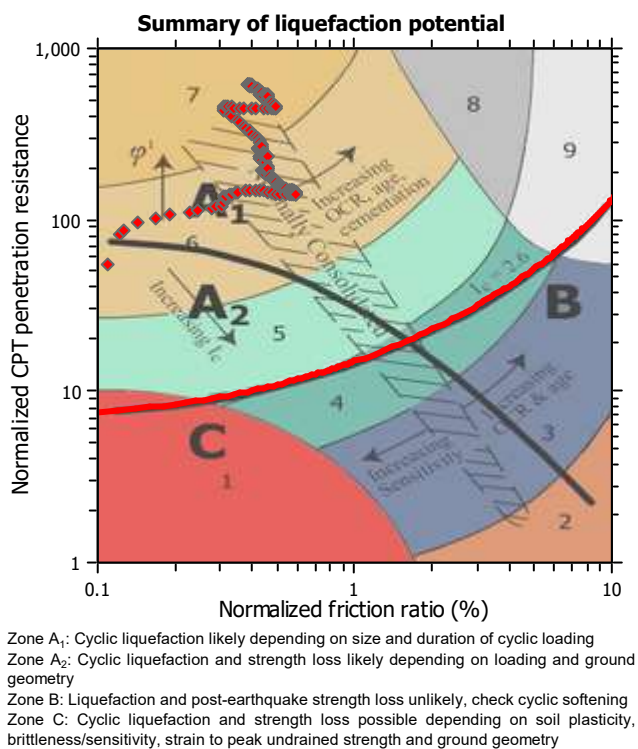 Summary of liquefaction potential
1,000
100
10
1
0.1
1
10
Normalized CPT penetration resistance
Normalized friction ratio (%)
7
8
9
φ'
A1
Increasing
OCR, age,
cementation
6
Consolidated
Ic = 2.6
A2
B
Increasing Ic
5
4
C
Increasing
OCR & age
3
Increasing
Sensitivity
1
2
Zone A1: Cyclic liquefaction likely depending on size and duration of cyclic loading
Zone A2: Cyclic liquefaction and strength loss likely depending on loading and ground
geometry
Zone B: Liquefaction and post-earthquake strength loss unlikely, check cyclic softening
Zone C: Cyclic liquefaction and strength loss possible depending on soil plasticity,
brittleness/sensitivity, strain to peak undrained strength and ground geometry